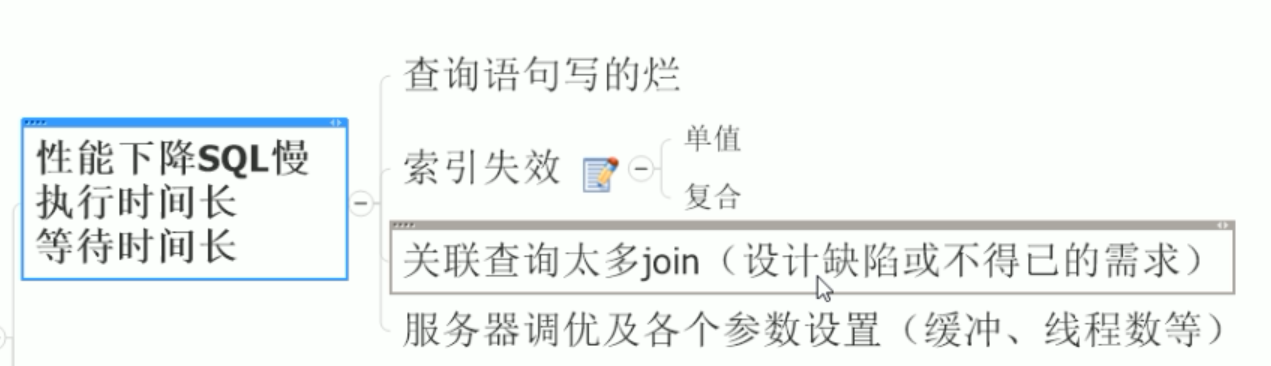 性能下降SQL慢
执行时间长
等待时间长
查询语句写的烂
索引失效
单值
复合
关联查询太多join（设计缺陷或不得已的需求）
服务器调优及各个参数设置（缓冲、线程数等）